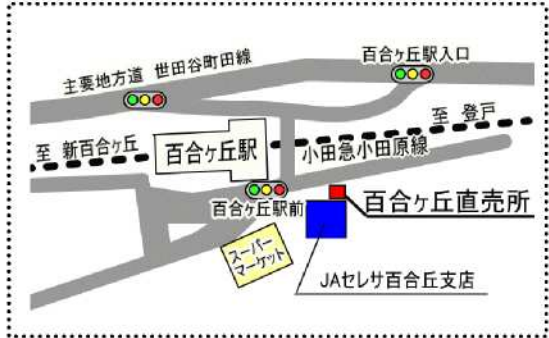 百合ヶ丘駅入口
主要地方道 世田谷町田線
至 登戸
至 新百合ヶ丘
百合ヶ丘駅
小田急小田原線
百合ヶ丘駅前
百合ヶ丘直売所
スーパー
マーケット
JAセレサ百合丘支店